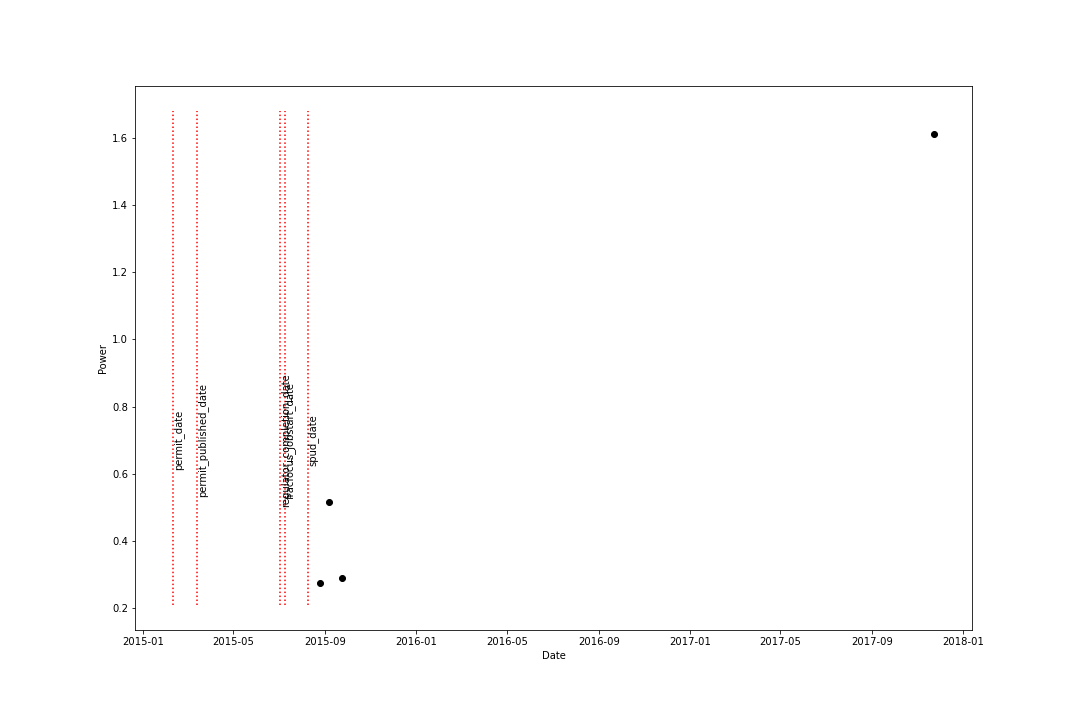 1.6
1.4
1.2
1.0
0.8
0.6
0.4
0.2
Power
permit_date
permit_published_date
regulator_completion_date
fracfocus_jobstart_date
spud_date
2015-01
2015-05
2015-09
2016-01
2016-05
2016-09
2017-01
2017-05
2017-09
2018-01
Date